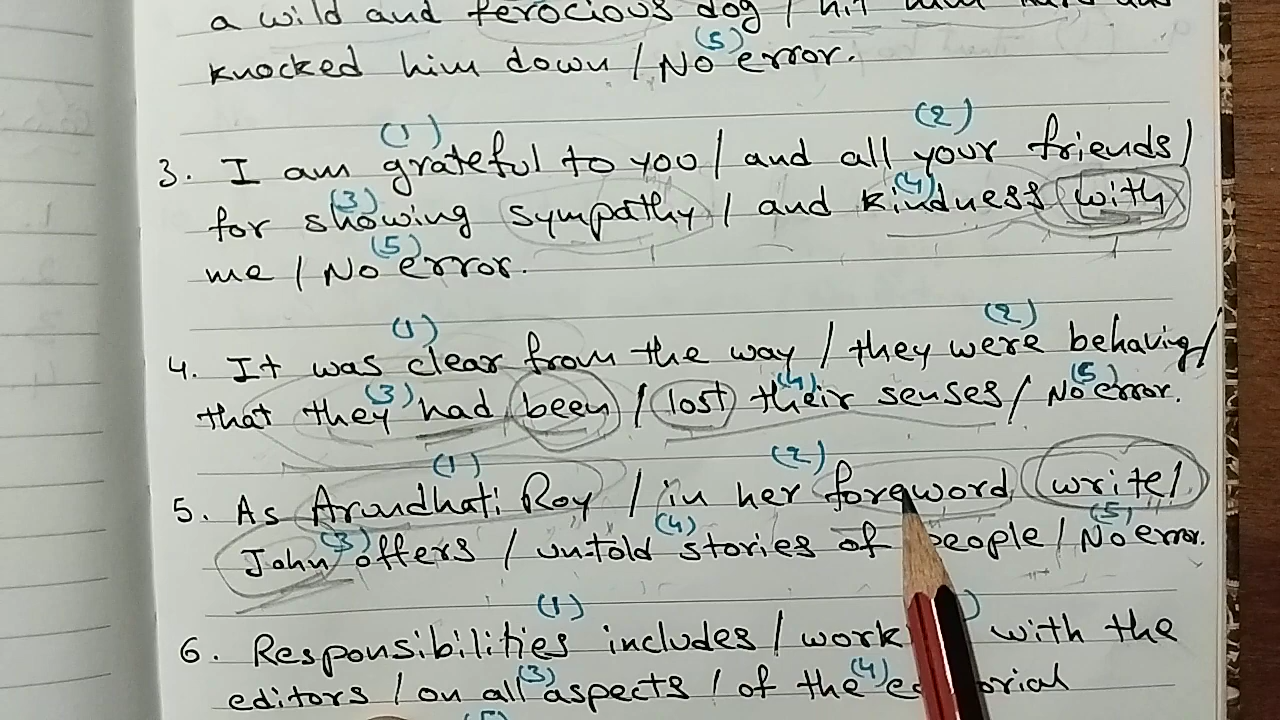 a wild and ferocious dog / hit him
(5)
knocked him down / No error.
(1) (2)
3. I am grateful to you / and all your friends /
(3) (4)
for showing sympathy / and kindness with
(5)
me / No error.
(1) (2)
4. It was clear from the way / they were behaving /
(3) (4) (5)
that they had been / lost their senses / No error.
(1) (2)
5. As Arundhati Roy / in her foreword write /
(3) (4) (5)
John offers / untold stories of people / No error.
(1) )
6. Responsibilities includes / work with the
(3) (4)
editors / on all aspects / of the
(5)